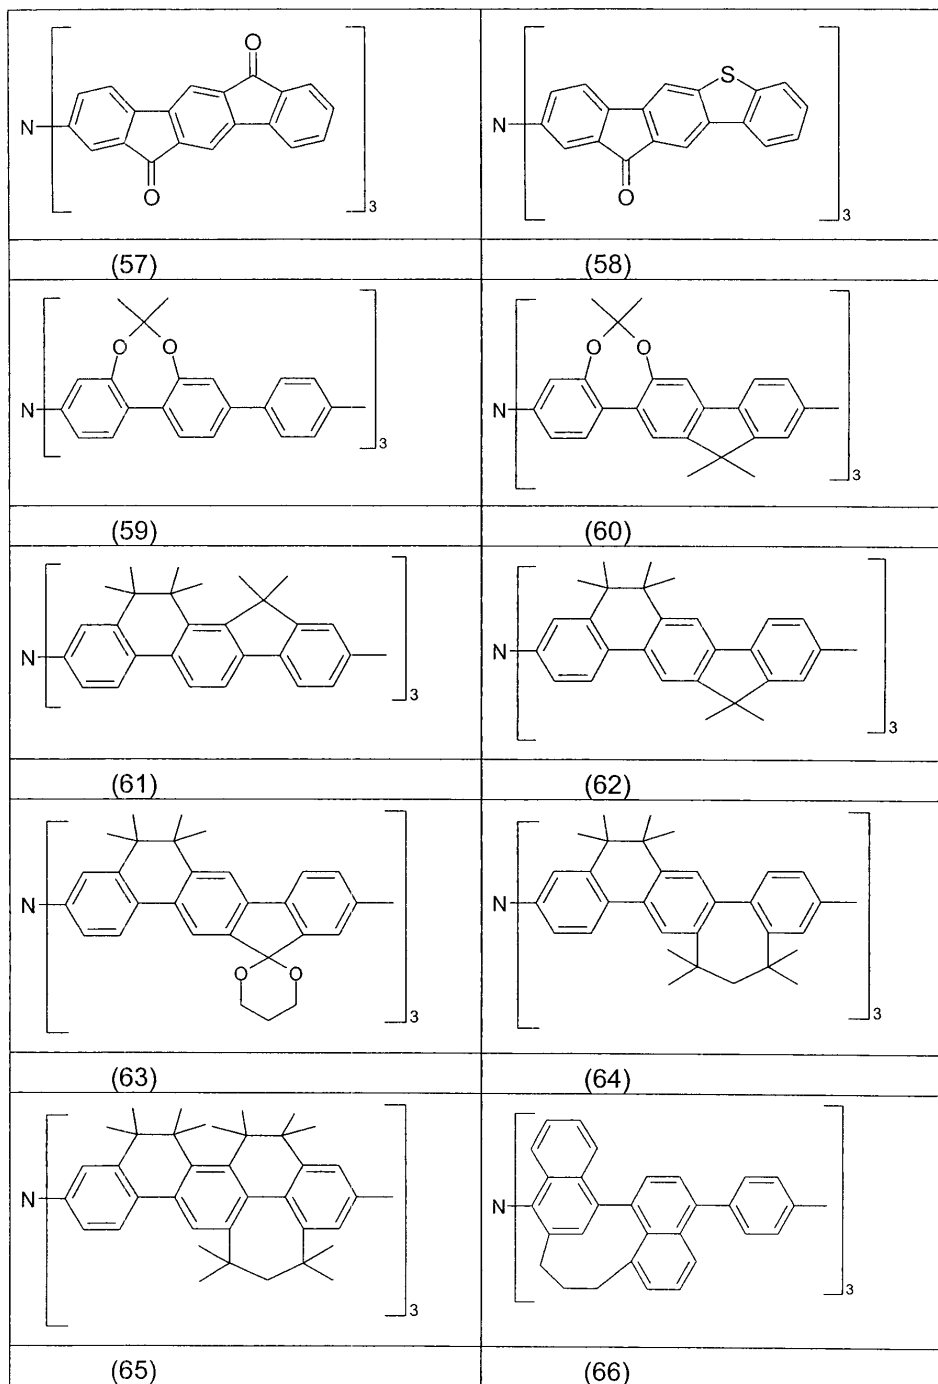 O S
N N
O O
3 3
(57) (58)
O O O O
N N
3 3
(59) (60)
N N
3 3
(61) (62)
N N
O O
3 3
(63) (64)
N N
3 3
(65) (66)